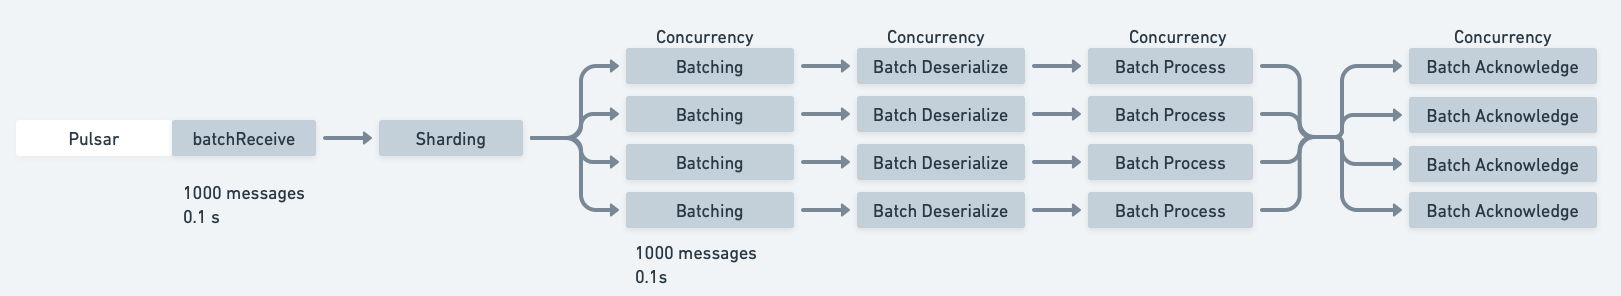 Concurrency Concurrency Concurrency Concurrency
Batching Batch Deserialize Batch Process Batch Acknowledge
Batching Batch Deserialize Batch Process Batch Acknowledge
Pulsar batchReceive Sharding
Batching Batch Deserialize Batch Process Batch Acknowledge
1000 messages
Batching Batch Deserialize Batch Process Batch Acknowledge
0.1 s
1000 messages
0.1s